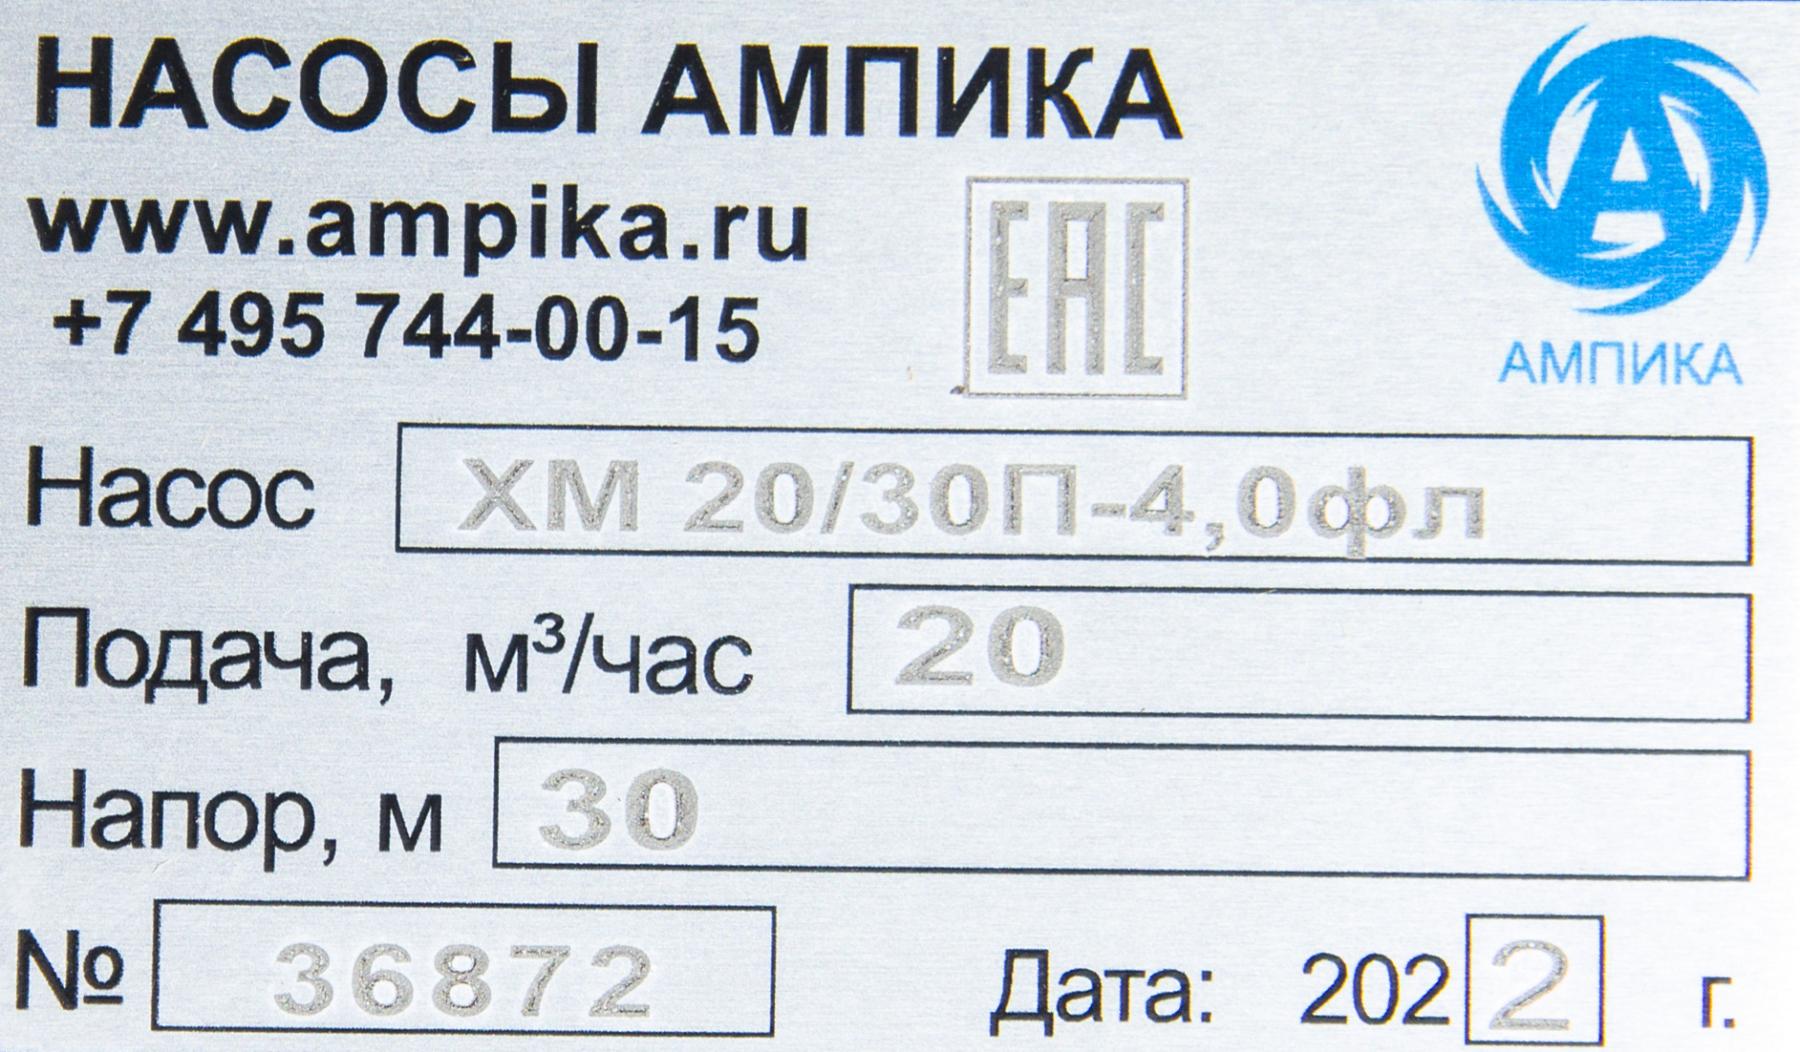 НАСОСЫ АМПИКА
www.ampika.ru
+7 495 744-00-15
EAC
АМПИКА
Насос ХМ 20/30П-4,0фл
Подача, м³/час 20
Напор, м 30
№ 36872 Дата: 2022 г.